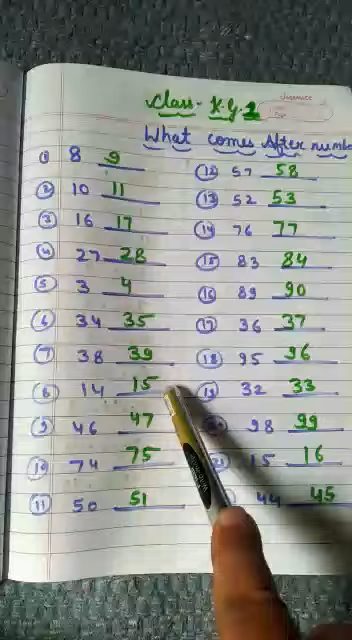 Class - K.G. 1
What comes After numbe
① 8 9
② 10 11
③ 16 17
④ 27 28
⑤ 3 4
⑥ 34 35
⑦ 38 39
⑧ 14 15
⑨ 46 47
⑩ 74 75
⑪ 50 51
⑫ 57 58
⑬ 52 53
⑭ 76 77
⑮ 83 84
⑯ 89 90
⑰ 36 37
⑱ 95 96
⑲ 32 33
98 99
15 16
44 45